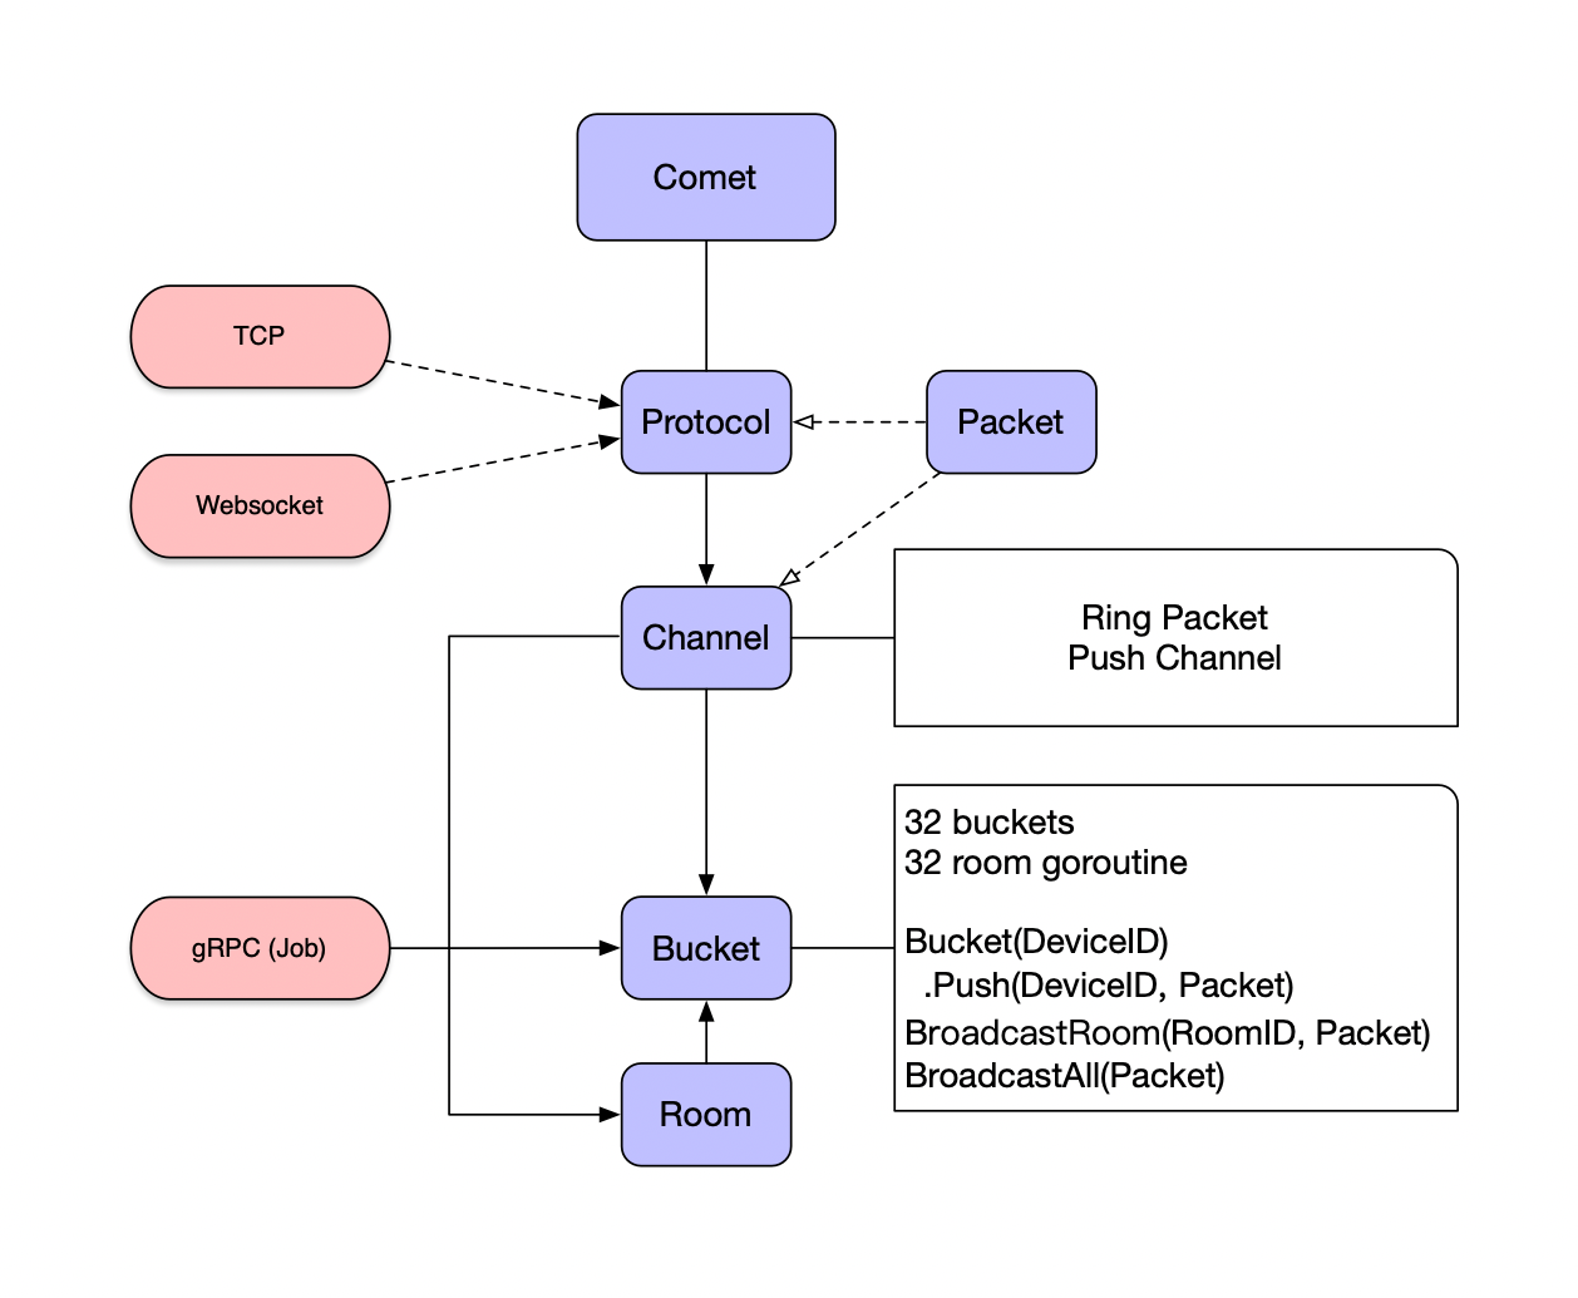 Comet
TCP
Protocol
Packet
Websocket
Ring Packet
Push Channel
Channel
32 buckets
32 room goroutine
gRPC (Job)
Bucket
Bucket(DeviceID)
.Push(DeviceID, Packet)
BroadcastRoom(RoomID, Packet)
BroadcastAll(Packet)
Room